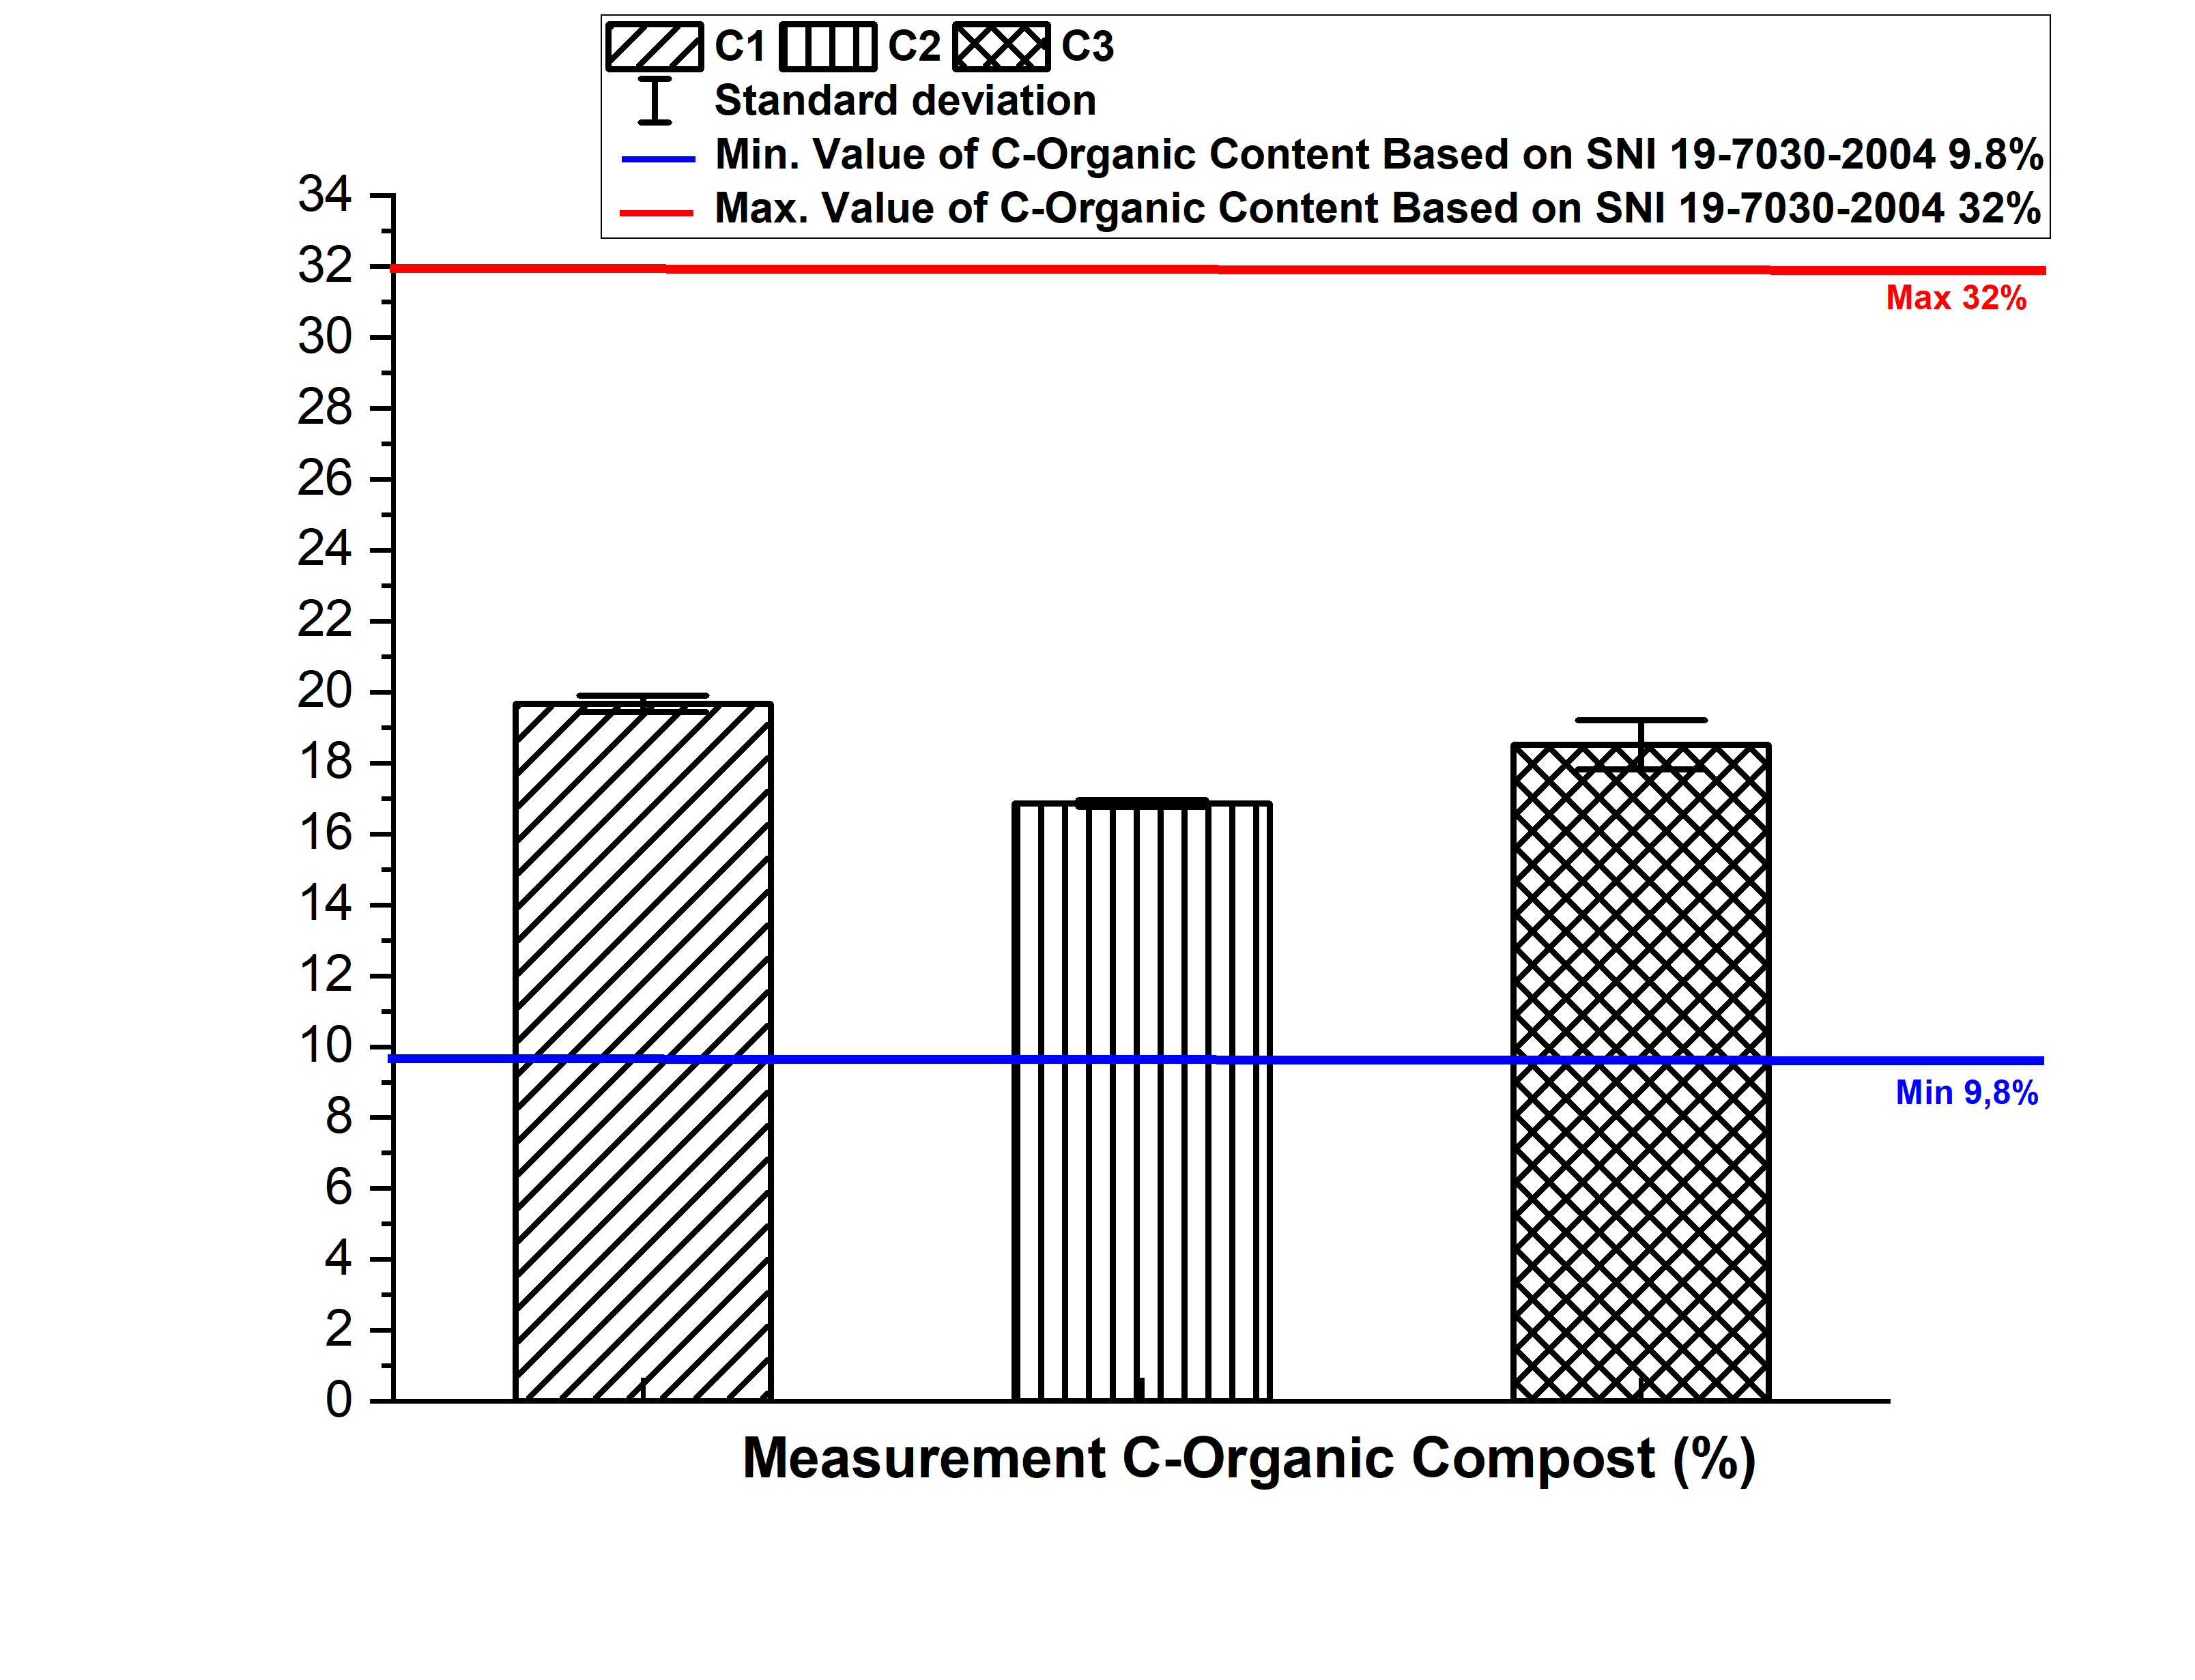 C1 C2 C3
Standard deviation
Min. Value of C-Organic Content Based on SNI 19-7030-2004 9.8%
Max. Value of C-Organic Content Based on SNI 19-7030-2004 32%
34
32
Max 32%
30
28
26
24
22
20
18
16
14
12
10
Min 9,8%
8
6
4
2
0
Measurement C-Organic Compost (%)